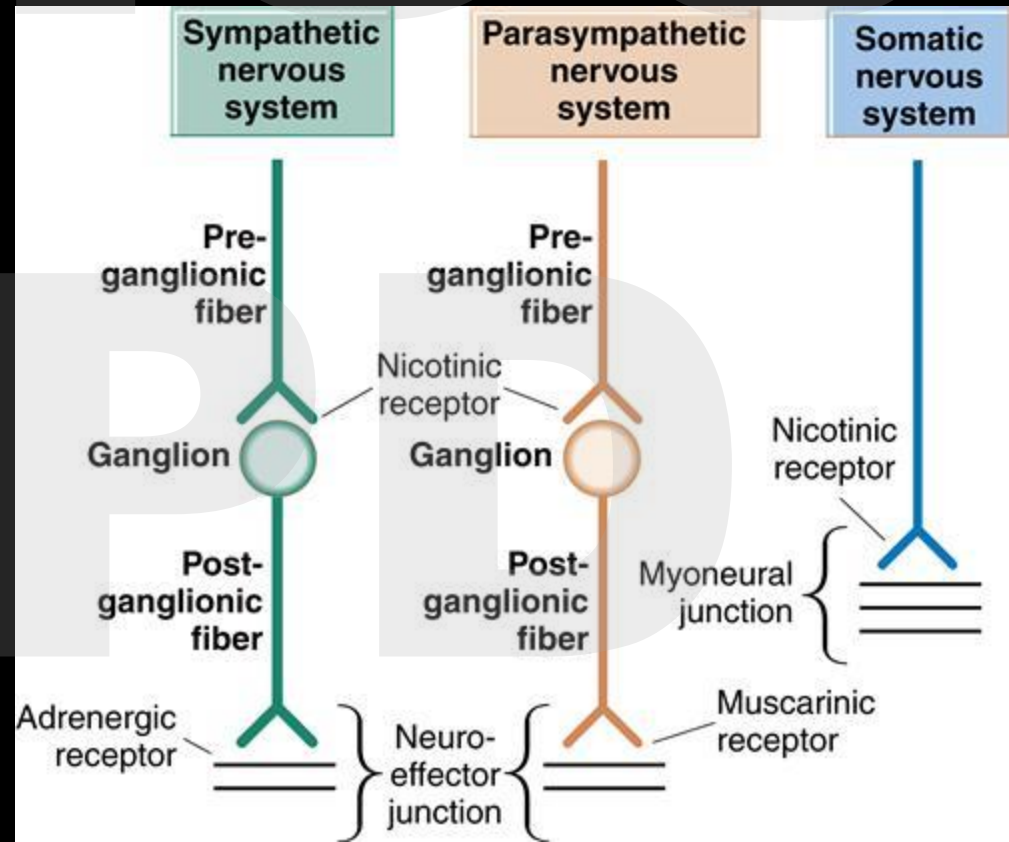 Sympathetic
nervous
system
Parasympathetic
nervous
system
Somatic
nervous
system
Pre-
ganglionic
fiber
Pre-
ganglionic
fiber
Nicotinic
receptor
Ganglion
Ganglion
Nicotinic
receptor
Post-
ganglionic
fiber
Post-
ganglionic
fiber
Myoneural
junction
Adrenergic
receptor
Neuro-
effector
junction
Muscarinic
receptor
PD